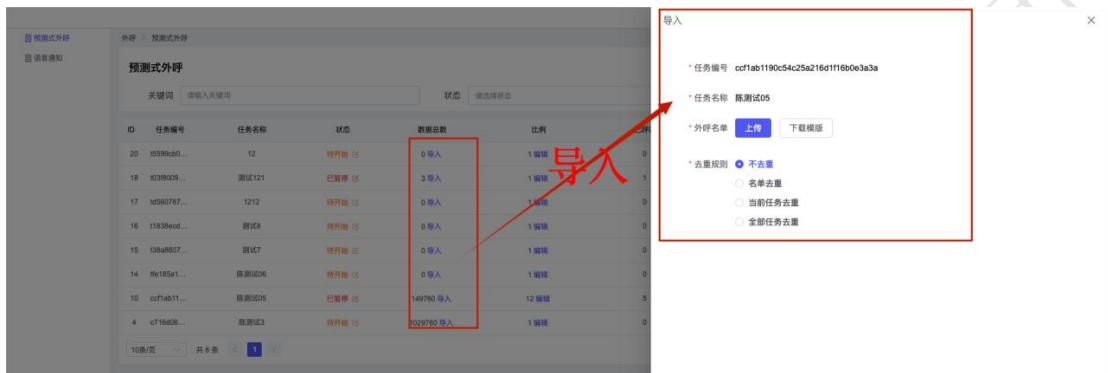 导入
预测式外呼
外呼 > 预测式外呼
语音通知
预测式外呼
关键词 请输入关键词 状态 请选择状态
ID 任务编号 任务名称 状态 数据总数 比例
20 t5599cb0... 12 待开始 0 导入 1 编辑 0
18 t03f8009... 测试121 已暂停 3 导入 1 编辑 1
17 td560787... 1212 待开始 0 导入 1 编辑 0
16 t1838ecd... 测试8 待开始 0 导入 1 编辑 0
15 t38a8607... 测试7 待开始 0 导入 1 编辑 0
14 tfe185a1... 陈测试06 待开始 0 导入 1 编辑 0
10 ccf1ab11... 陈测试05 已暂停 149760 导入 12 编辑 5
4 c716d06... 陈测试3 待开始 1029760 导入 1 编辑 0
10条/页 共 8 条 < 1 >
导入
* 任务编号 ccf1ab1190c54c25a216d1f16b0e3a3a
* 任务名称 陈测试05
* 外呼名单 上传 下载模版
* 去重规则 不去重
名单去重
当前任务去重
全部任务去重